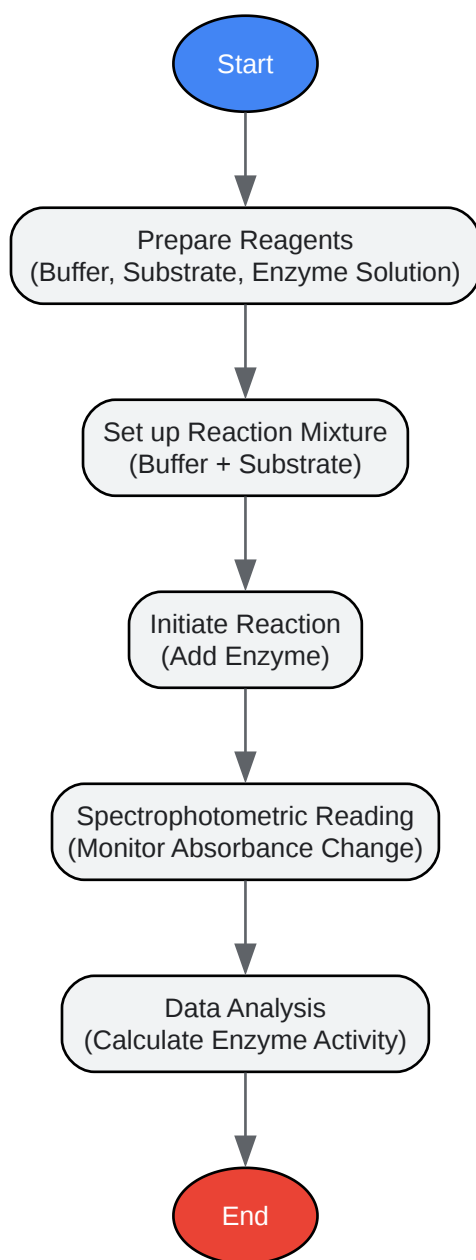 Start
Prepare Reagents
(Buffer, Substrate, Enzyme Solution)
Set up Reaction Mixture
(Buffer + Substrate)
Initiate Reaction
(Add Enzyme)
Spectrophotometric Reading
(Monitor Absorbance Change)
Data Analysis
(Calculate Enzyme Activity)
End